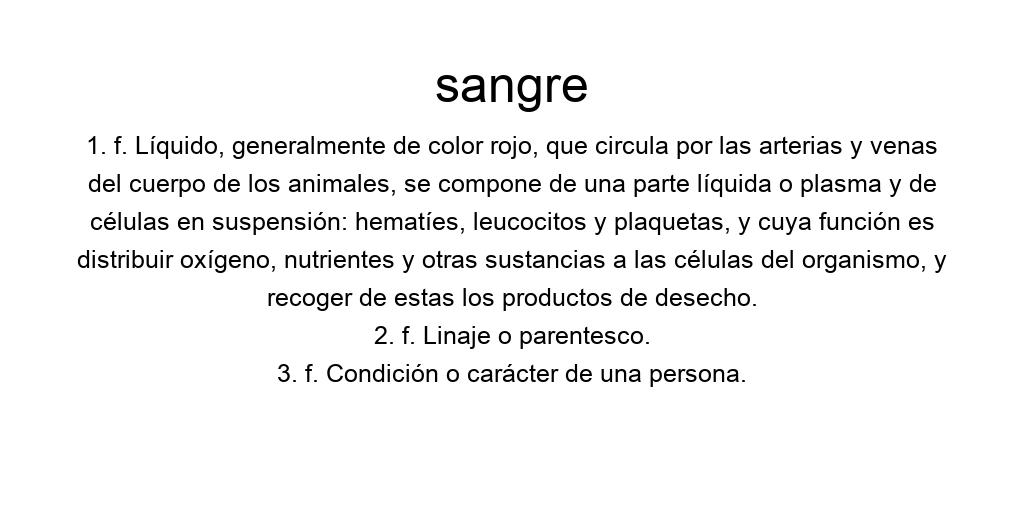 sangre
1. f. Líquido, generalmente de color rojo, que circula por las arterias y venas
del cuerpo de los animales, se compone de una parte líquida o plasma y de
células en suspensión: hematíes, leucocitos y plaquetas, y cuya función es
distribuir oxígeno, nutrientes y otras sustancias a las células del organismo, y
recoger de estas los productos de desecho.
2. f. Linaje o parentesco.
3. f. Condición o carácter de una persona.